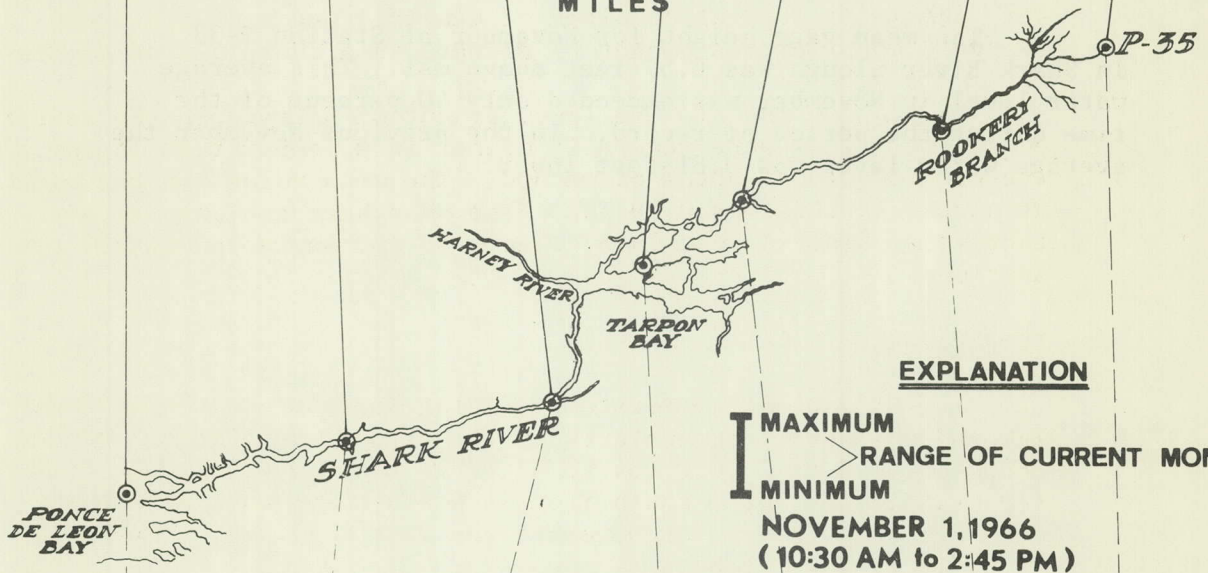 MILES
P-35
ROOKERY
BRANCH
HARNEY RIVER
TARPON
BAY
SHARK RIVER
PONCE
DE LEON
BAY
EXPLANATION
MAXIMUM
RANGE OF CURRENT MON
MINIMUM
NOVEMBER 1, 1966
(10:30 AM to 2:45 PM)